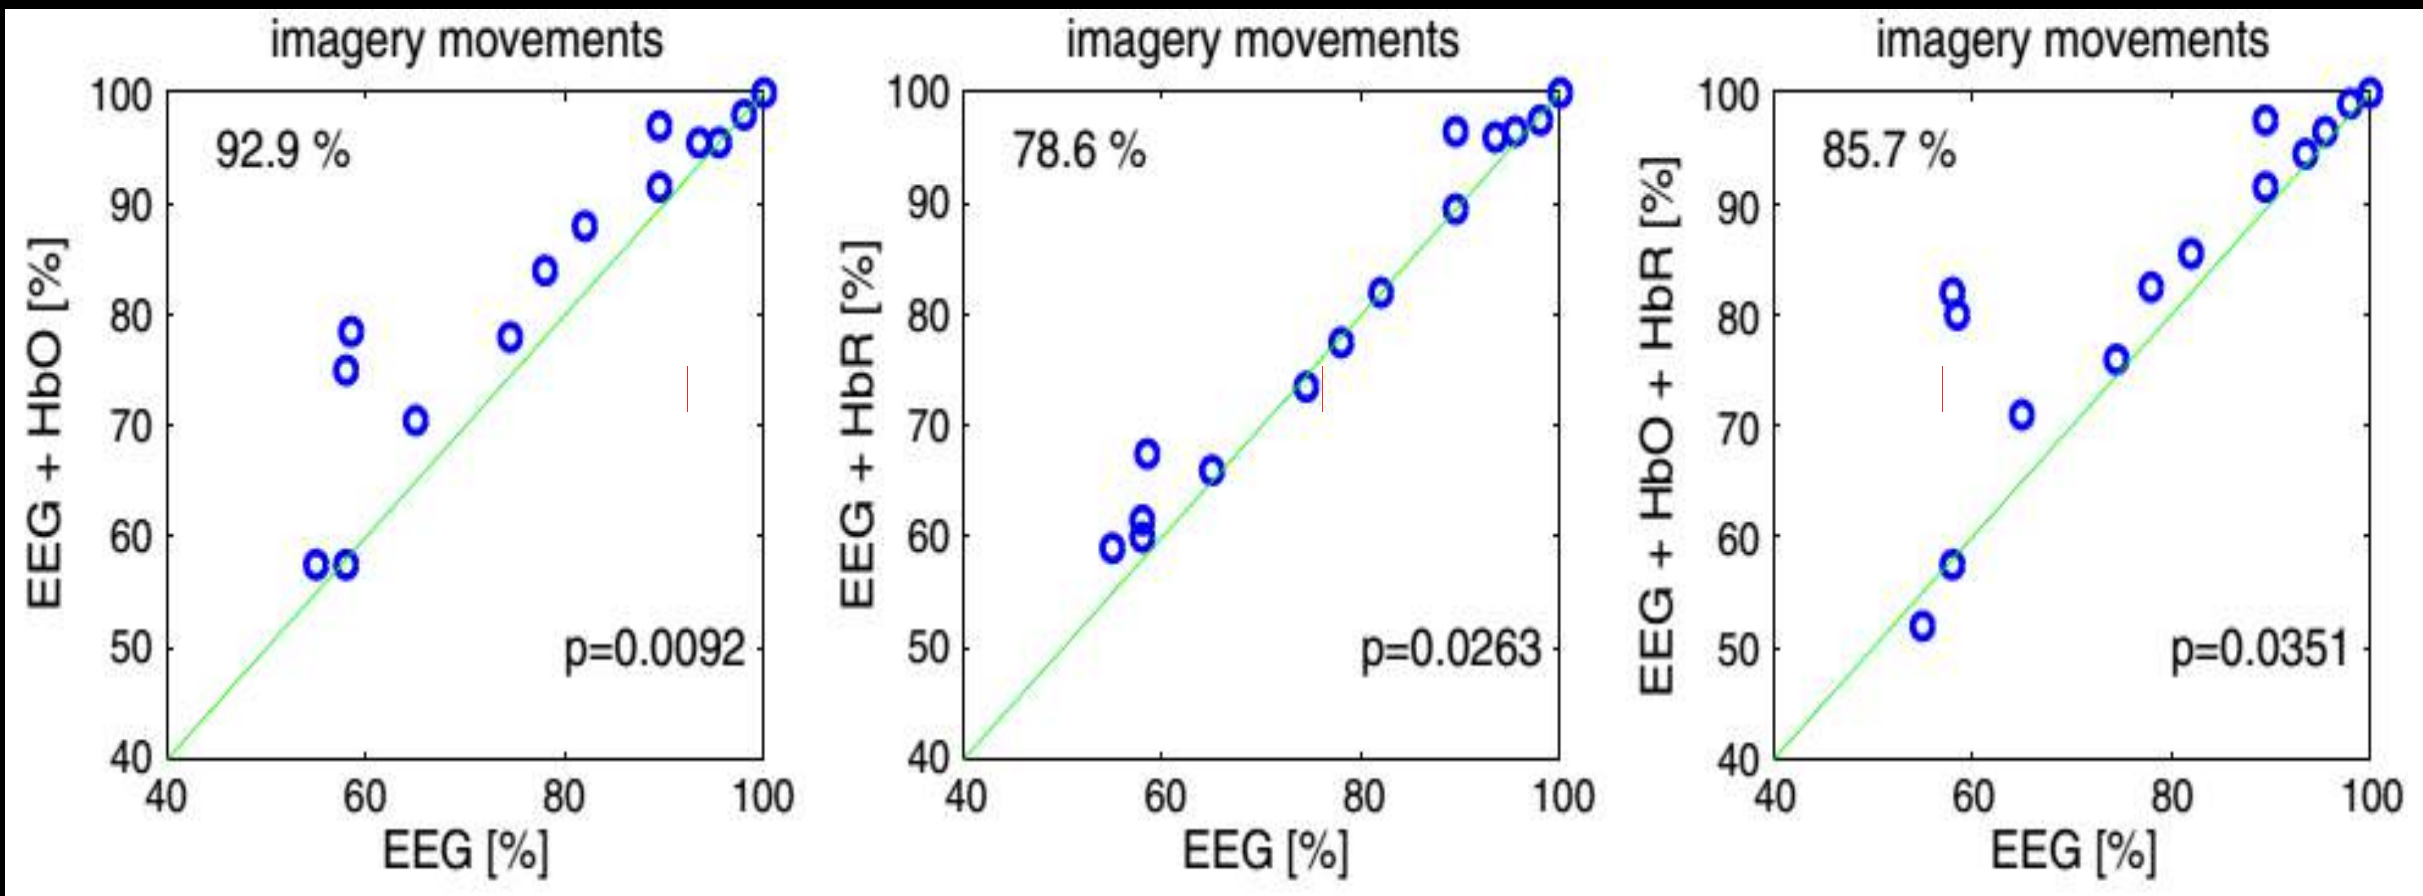 imagery movements
EEG + HbO [%]
100
90
80
70
60
50
40
92.9 %
p=0.0092
40 60 80 100
EEG [%]
imagery movements
EEG + HbR [%]
100
90
80
70
60
50
40
78.6 %
p=0.0263
40 60 80 100
EEG [%]
imagery movements
EEG + HbO + HbR [%]
100
90
80
70
60
50
40
85.7 %
p=0.0351
40 60 80 100
EEG [%]